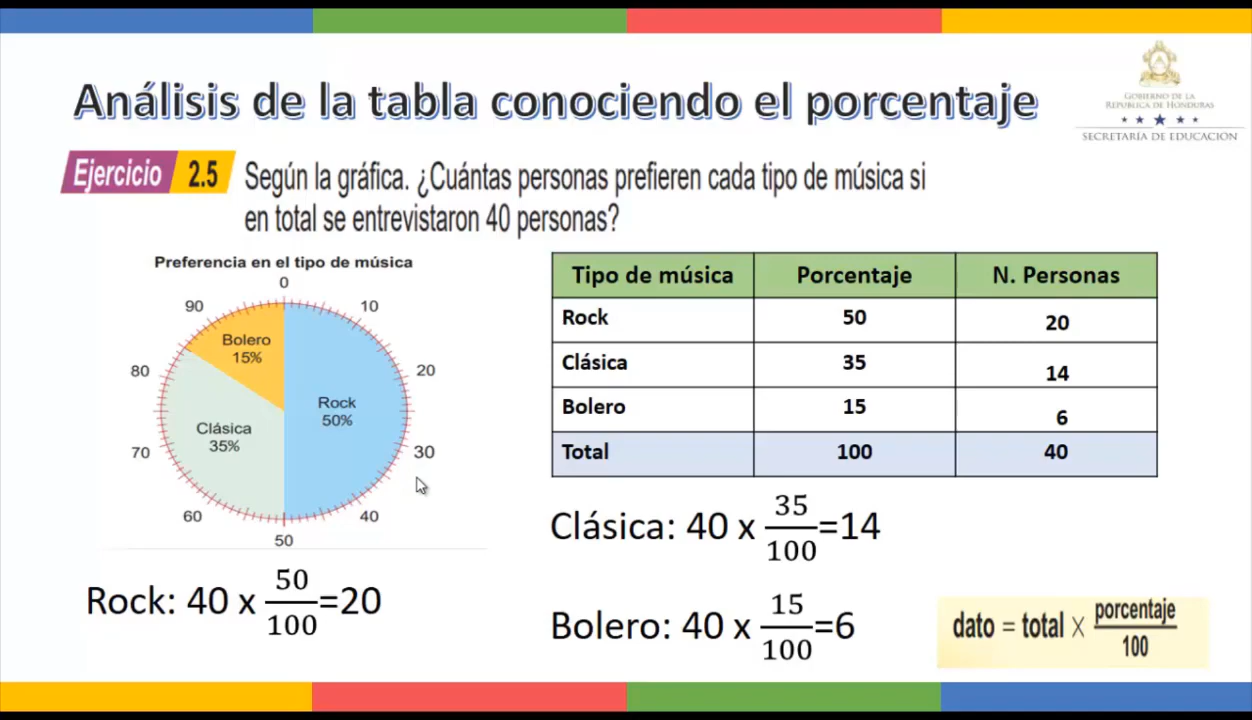 Análisis de la tabla conociendo el porcentaje
GOBIERNO DE LA
REPÚBLICA DE HONDURAS
SECRETARÍA DE EDUCACIÓN
Ejercicio 2.5 Según la gráfica. ¿Cuántas personas prefieren cada tipo de música si
en total se entrevistaron 40 personas?
Preferencia en el tipo de música
0
90 10
Bolero
15%
80 20
Rock
50%
Clásica
35%
70 30
60 40
50
Tipo de música Porcentaje N. Personas
Rock 50 20
Clásica 35 14
Bolero 15 6
Total 100 40
Clásica: 40 x 35/100=14
Rock: 40 x 50/100=20
Bolero: 40 x 15/100=6
dato = total × porcentaje/100